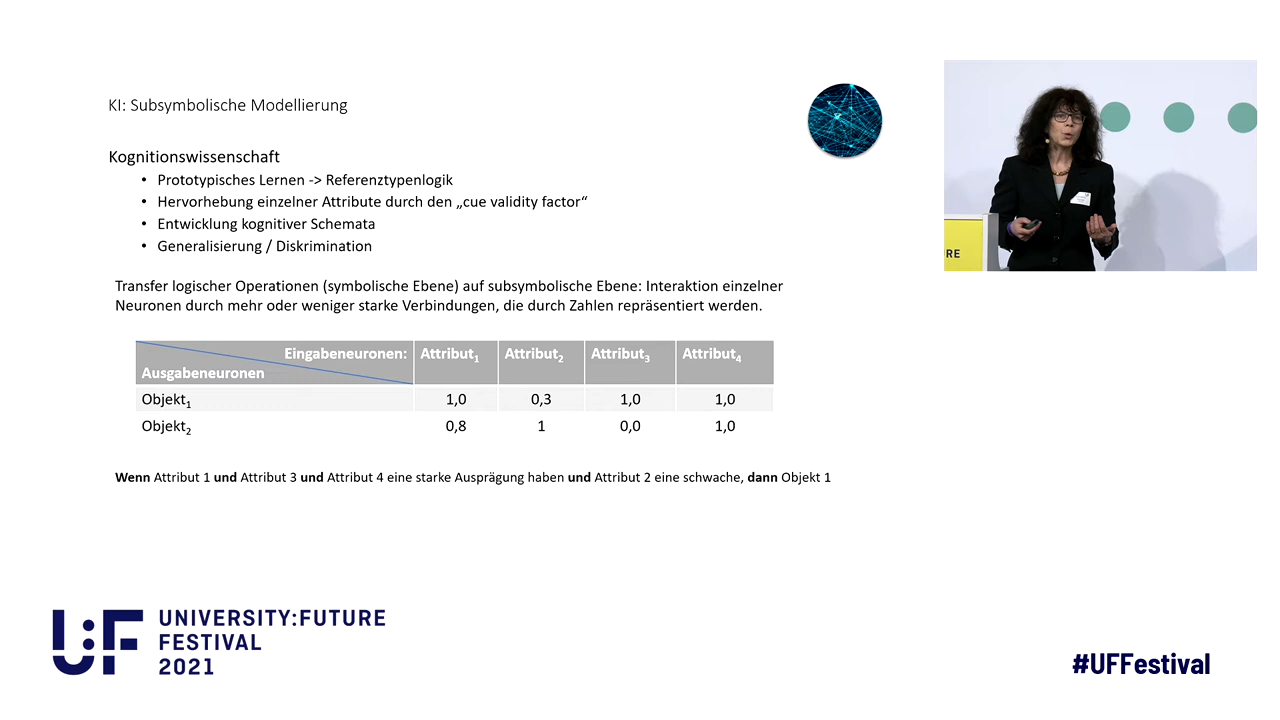 KI: Subsymbolische Modellierung
Kognitionswissenschaft
• Prototypisches Lernen -> Referenztypenlogik
• Hervorhebung einzelner Attribute durch den „cue validity factor“
• Entwicklung kognitiver Schemata
• Generalisierung / Diskrimination
Transfer logischer Operationen (symbolische Ebene) auf subsymbolische Ebene: Interaktion einzelner
Neuronen durch mehr oder weniger starke Verbindungen, die durch Zahlen repräsentiert werden.
Eingabeneuronen: Attribut1 Attribut2 Attribut3 Attribut4
Ausgabeneuronen
Objekt1 1,0 0,3 1,0 1,0
Objekt2 0,8 1 0,0 1,0
Wenn Attribut 1 und Attribut 3 und Attribut 4 eine starke Ausprägung haben und Attribut 2 eine schwache, dann Objekt 1
RE
U:F UNIVERSITY:FUTURE
FESTIVAL
2021
#UFFestival